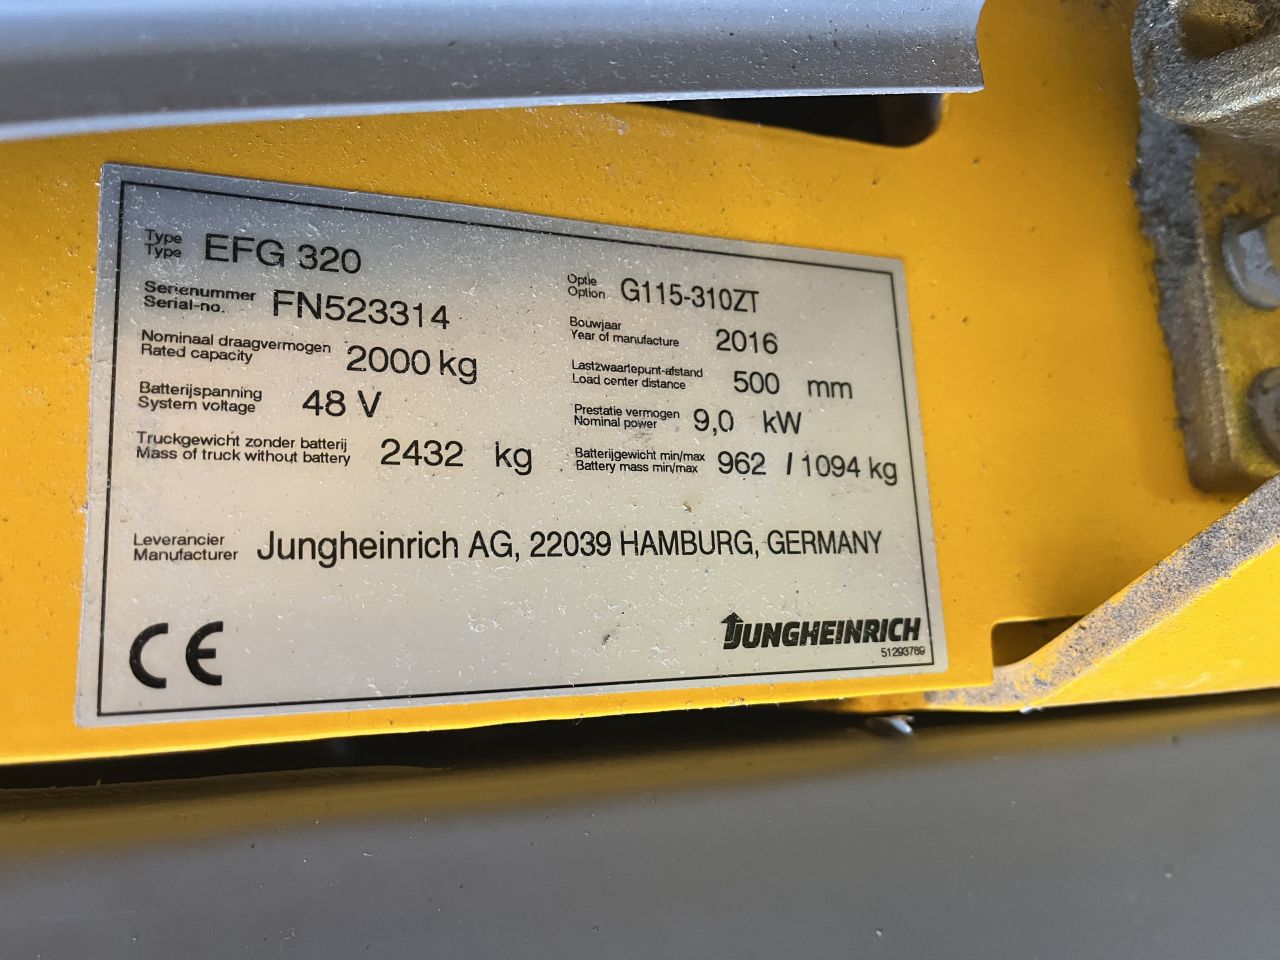 Type
Type EFG 320
Optie
Option G115-310ZT
Serienummer
Serial-no. FN523314
Bouwjaar
Year of manufacture 2016
Nominaal draagvermogen
Rated capacity 2000 kg
Lastzwaartepunt-afstand
Load center distance 500 mm
Batterijspanning
System voltage 48 V
Prestatie vermogen
Nominal power 9,0 kW
Truckgewicht zonder batterij
Mass of truck without battery 2432 kg
Batterijgewicht min/max
Battery mass min/max 962 / 1094 kg
Leverancier
Manufacturer Jungheinrich AG, 22039 HAMBURG, GERMANY
CE
JUNGHEINRICH
51293789